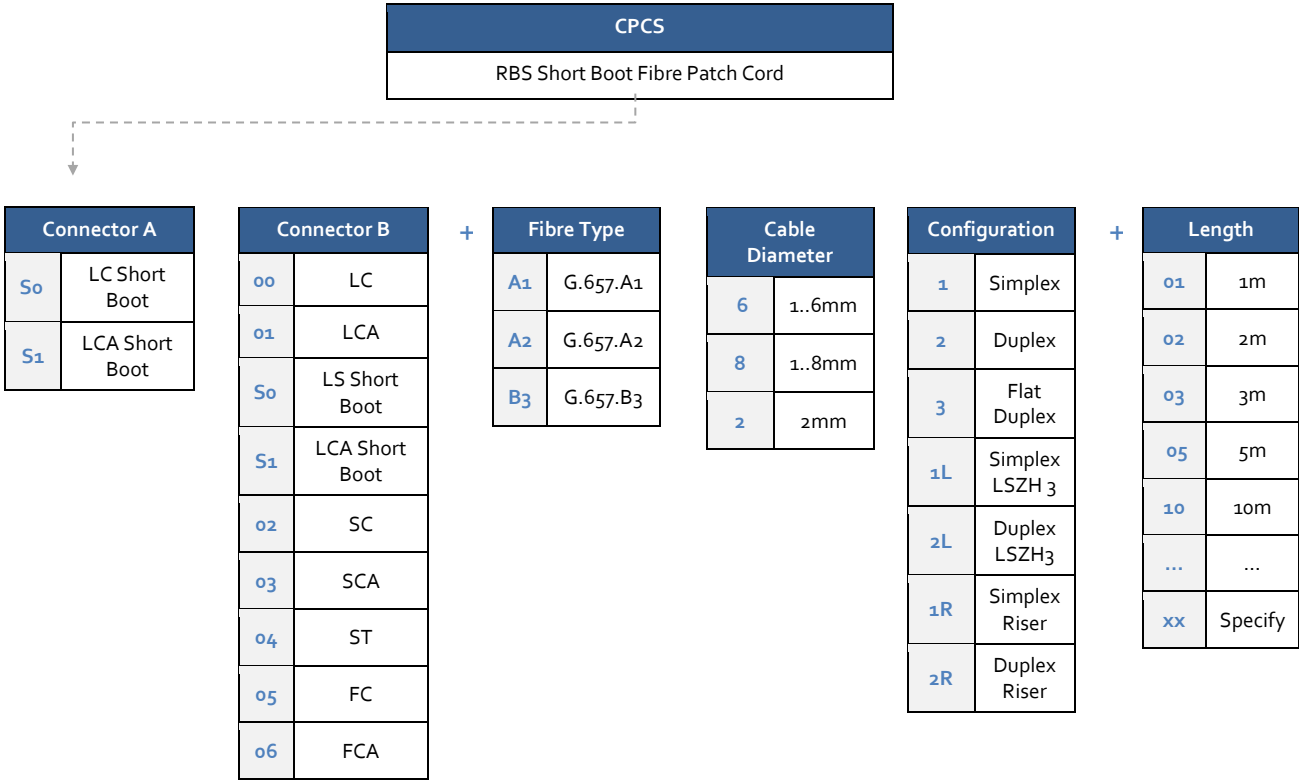 CPCS
RBS Short Boot Fibre Patch Cord
Connector A
S0 LC Short
Boot
S1 LCA Short
Boot
Connector B
00 LC
01 LCA
S0 LS Short
Boot
S1 LCA Short
Boot
02 SC
03 SCA
04 ST
05 FC
06 FCA
+
Fibre Type
A1 G.657.A1
A2 G.657.A2
B3 G.657.B3
Cable
Diameter
6 1..6mm
8 1..8mm
2 2mm
Configuration
1 Simplex
2 Duplex
3 Flat
Duplex
1L Simplex
LSZH 3
2L Duplex
LSZH3
1R Simplex
Riser
2R Duplex
Riser
+
Length
01 1m
02 2m
03 3m
05 5m
10 10m
... ...
xx Specify